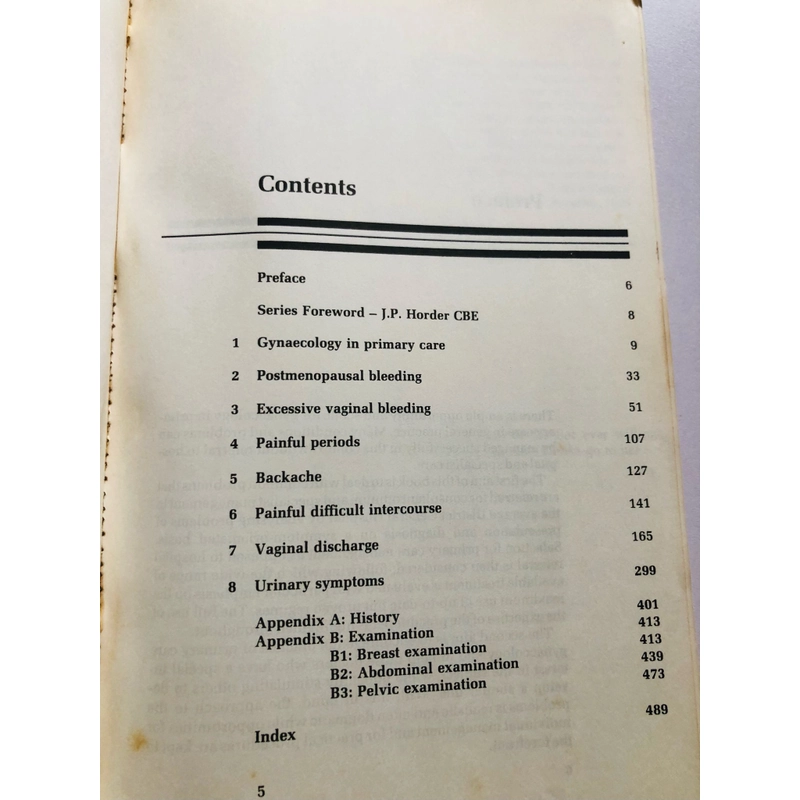 Contents
Preface 6
Series Foreword – J.P. Horder CBE 8
1 Gynaecology in primary care 9
2 Postmenopausal bleeding 33
3 Excessive vaginal bleeding 51
4 Painful periods 107
5 Backache 127
6 Painful difficult intercourse 141
7 Vaginal discharge 165
8 Urinary symptoms 299
Appendix A: History 401
Appendix B: Examination 413
B1: Breast examination 413
B2: Abdominal examination 439
B3: Pelvic examination 473
Index 489
5